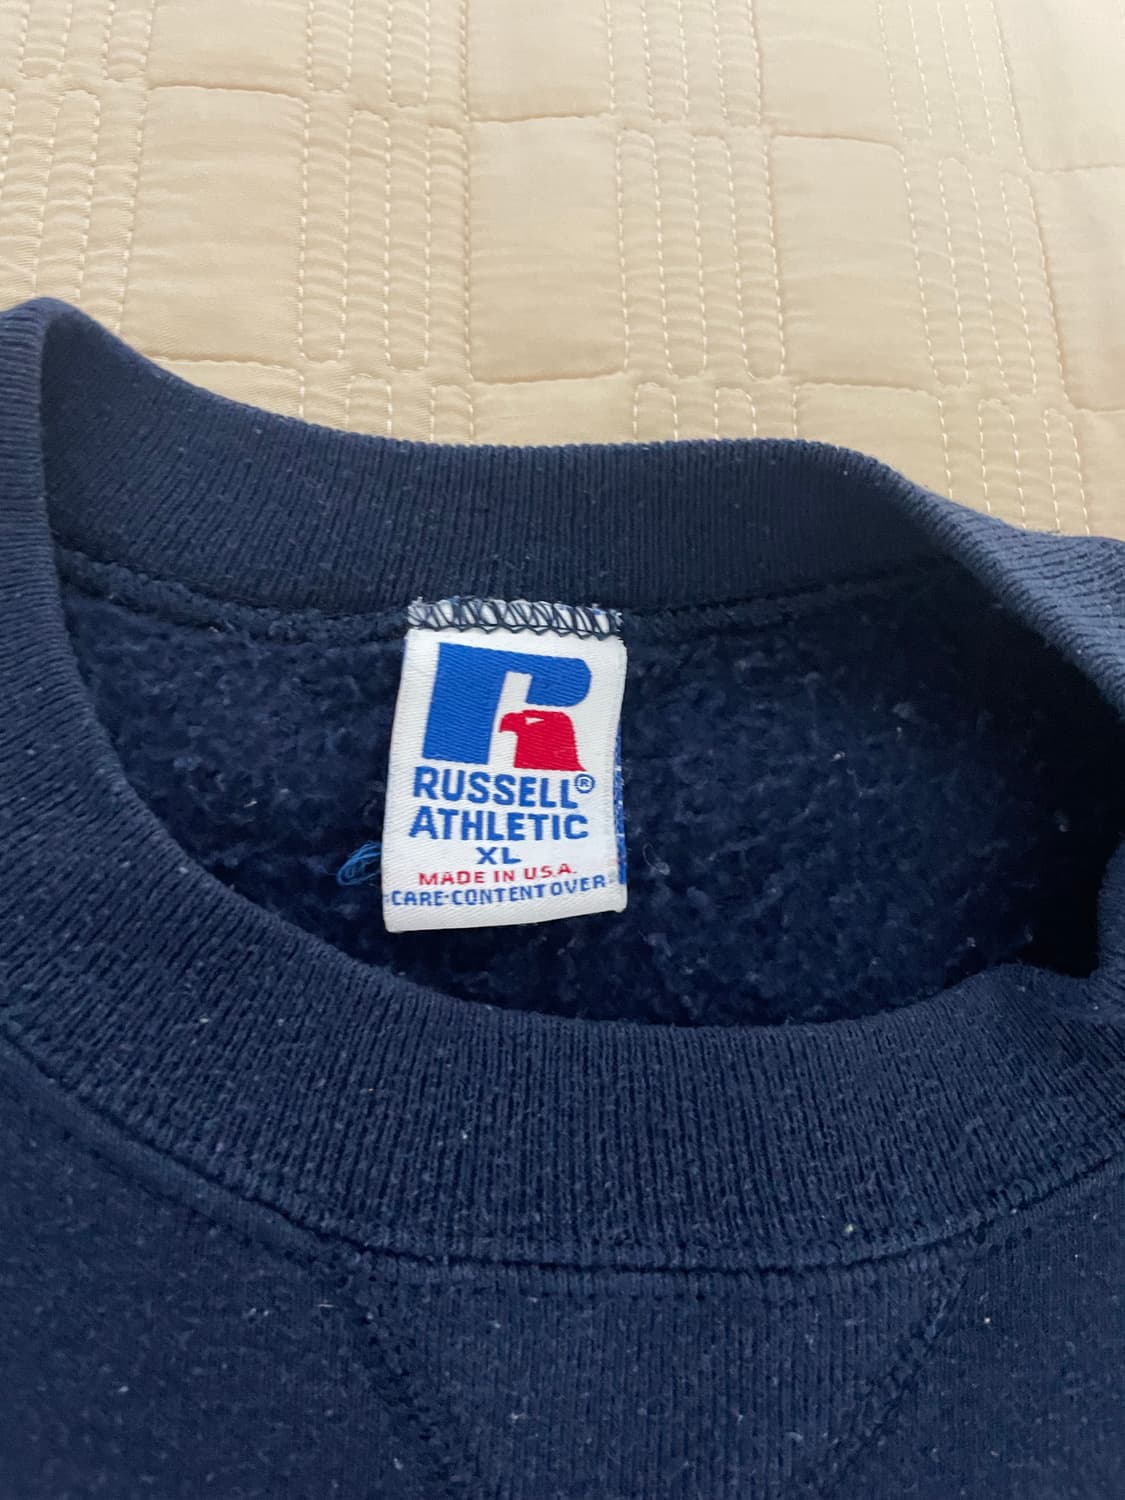 R
RUSSELL®
ATHLETIC
XL
MADE IN U.S.A.
CARE·CONTENT OVER